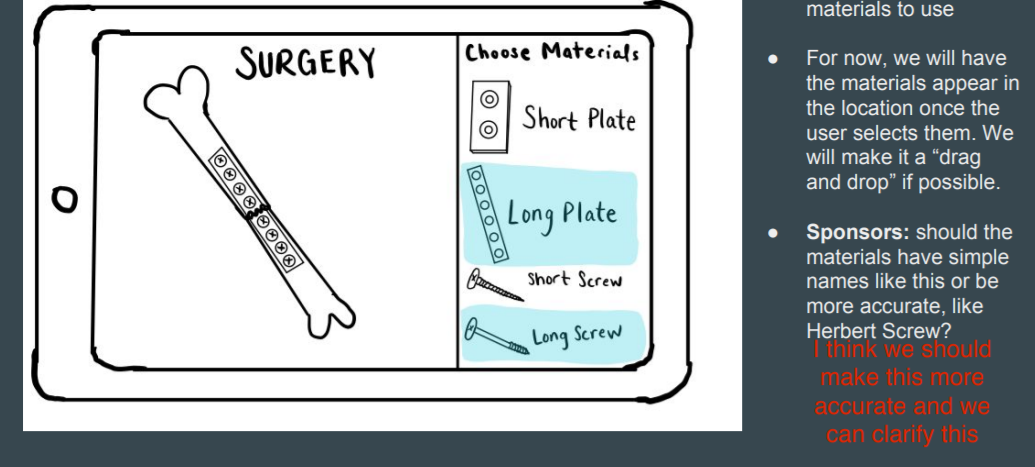 SURGERY
Choose Materials
Short Plate
Long Plate
Short Screw
Long Screw
materials to use
● For now, we will have
the materials appear in
the location once the
user selects them. We
will make it a “drag
and drop” if possible.
● Sponsors: should the
materials have simple
names like this or be
more accurate, like
Herbert Screw?
I think we should
make this more
accurate and we
can clarify this